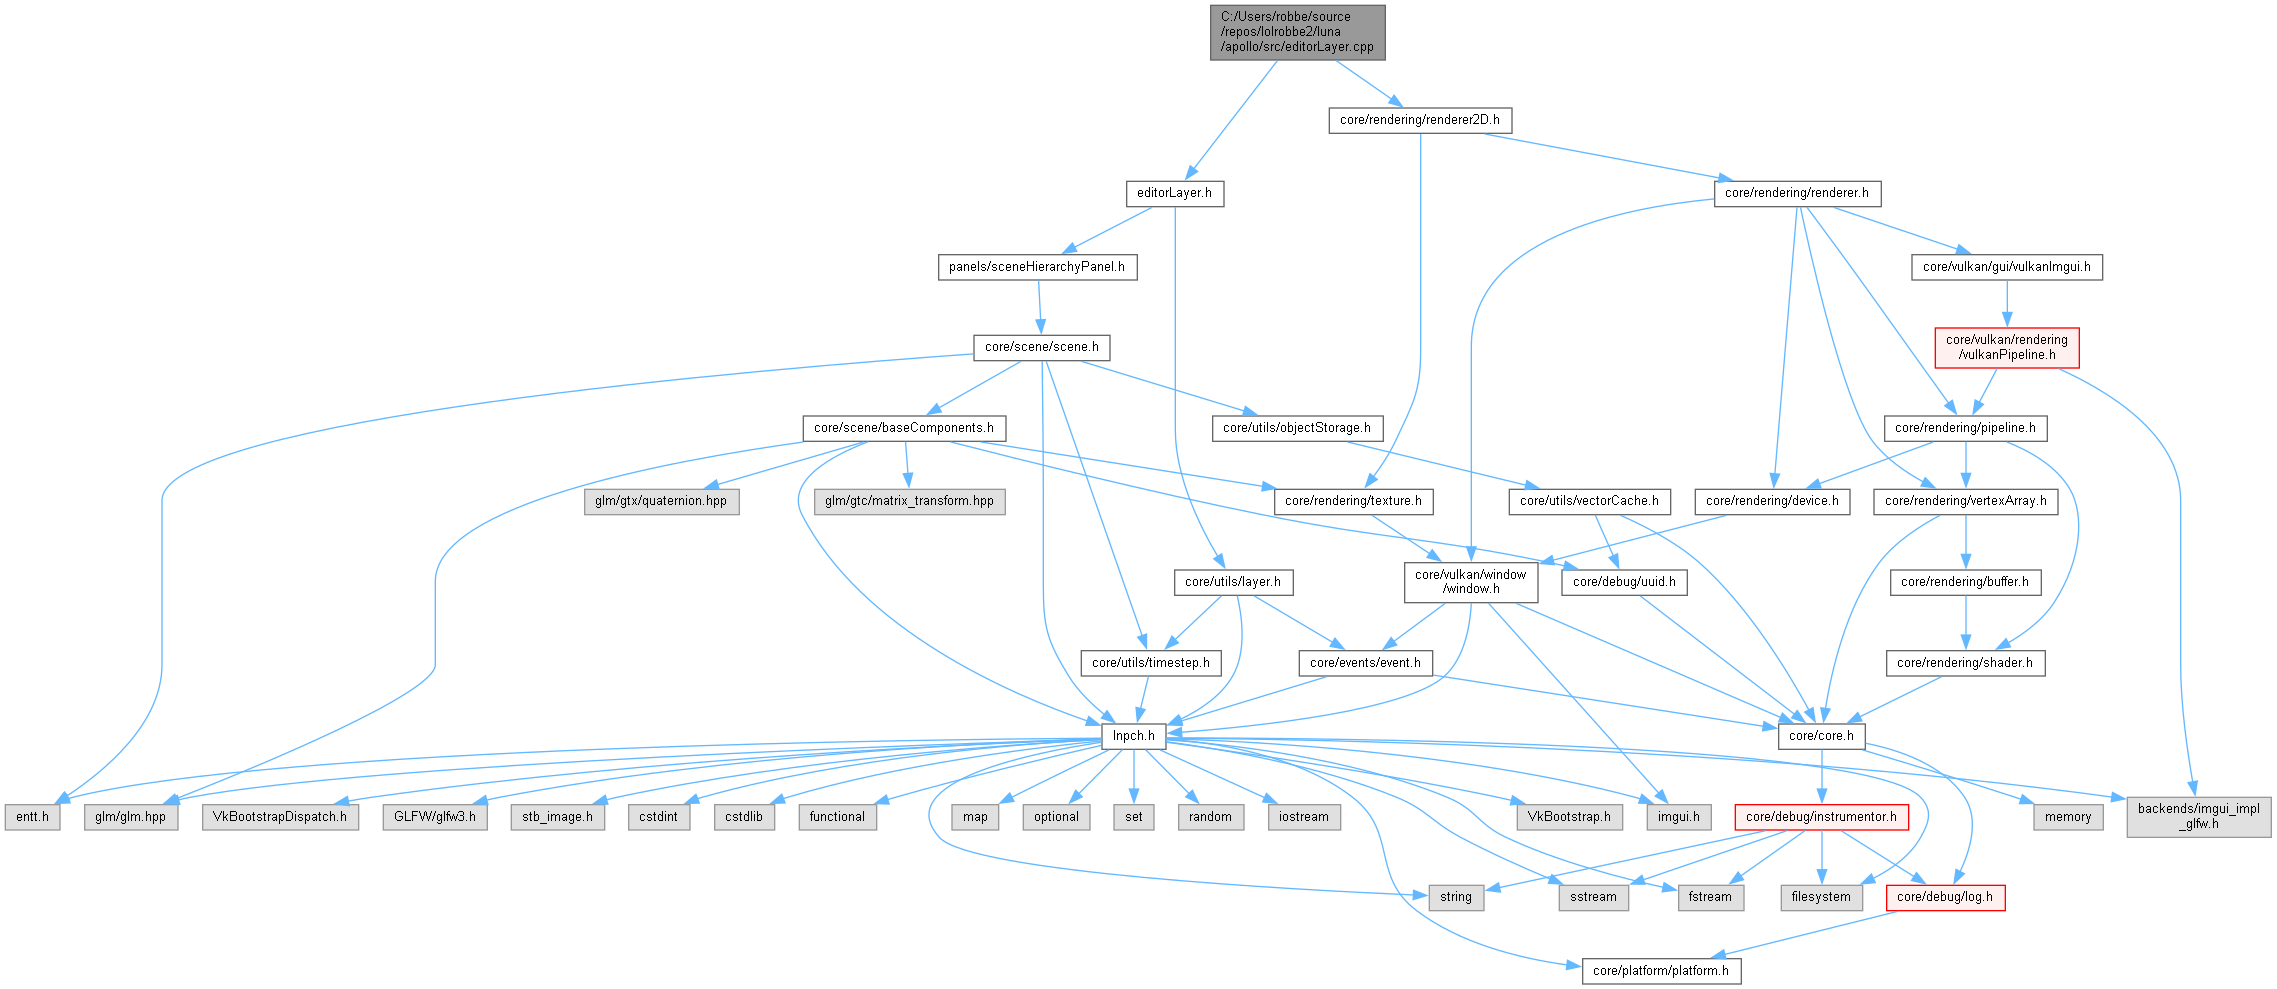 C:/Users/robbe/source
/repos/lolrobbe2/luna
/apollo/src/editorLayer.cpp
core/rendering/renderer2D.h
editorLayer.h
core/rendering/renderer.h
panels/sceneHierarchyPanel.h
core/vulkan/gui/vulkanImgui.h
core/scene/scene.h
core/vulkan/rendering
/vulkanPipeline.h
core/scene/baseComponents.h
core/utils/objectStorage.h
core/rendering/pipeline.h
glm/gtx/quaternion.hpp
glm/gtc/matrix_transform.hpp
core/rendering/texture.h
core/utils/vectorCache.h
core/rendering/device.h
core/rendering/vertexArray.h
core/utils/layer.h
core/vulkan/window
/window.h
core/debug/uuid.h
core/rendering/buffer.h
core/utils/timestep.h
core/events/event.h
core/rendering/shader.h
lnpch.h
core/core.h
entt.h
glm/glm.hpp
VkBootstrapDispatch.h
GLFW/glfw3.h
stb_image.h
cstdint
cstdlib
functional
map
optional
set
random
iostream
VkBootstrap.h
imgui.h
core/debug/instrumentor.h
memory
backends/imgui_impl
_glfw.h
string
sstream
fstream
filesystem
core/debug/log.h
core/platform/platform.h